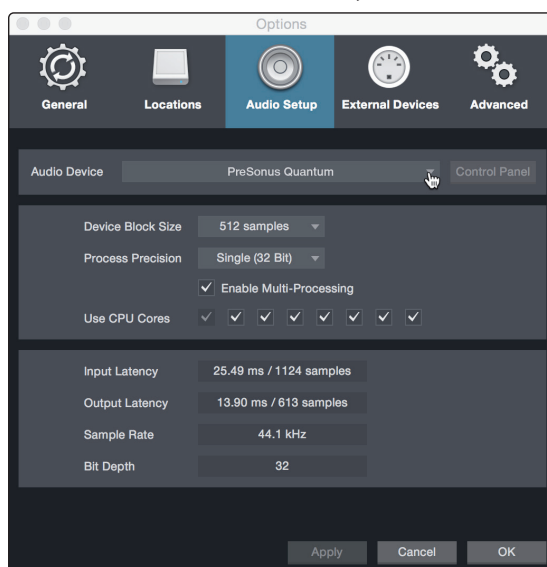 Options
General Locations Audio Setup External Devices Advanced
Audio Device PreSonus Quantum Control Panel
Device Block Size 512 samples
Process Precision Single (32 Bit)
Enable Multi-Processing
Use CPU Cores
Input Latency 25.49 ms / 1124 samples
Output Latency 13.90 ms / 613 samples
Sample Rate 44.1 kHz
Bit Depth 32
Apply Cancel OK